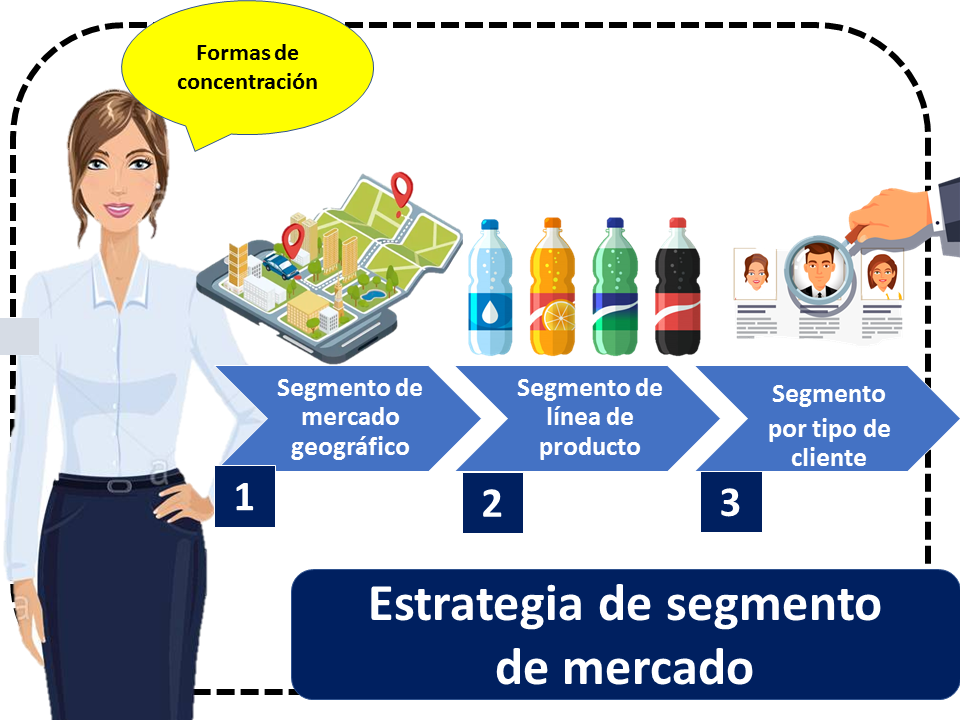 Formas de
concentración
Segmento de
mercado
geográfico
Segmento de
línea de
producto
Segmento
por tipo de
cliente
1
2
3
Estrategia de segmento
de mercado
a
a